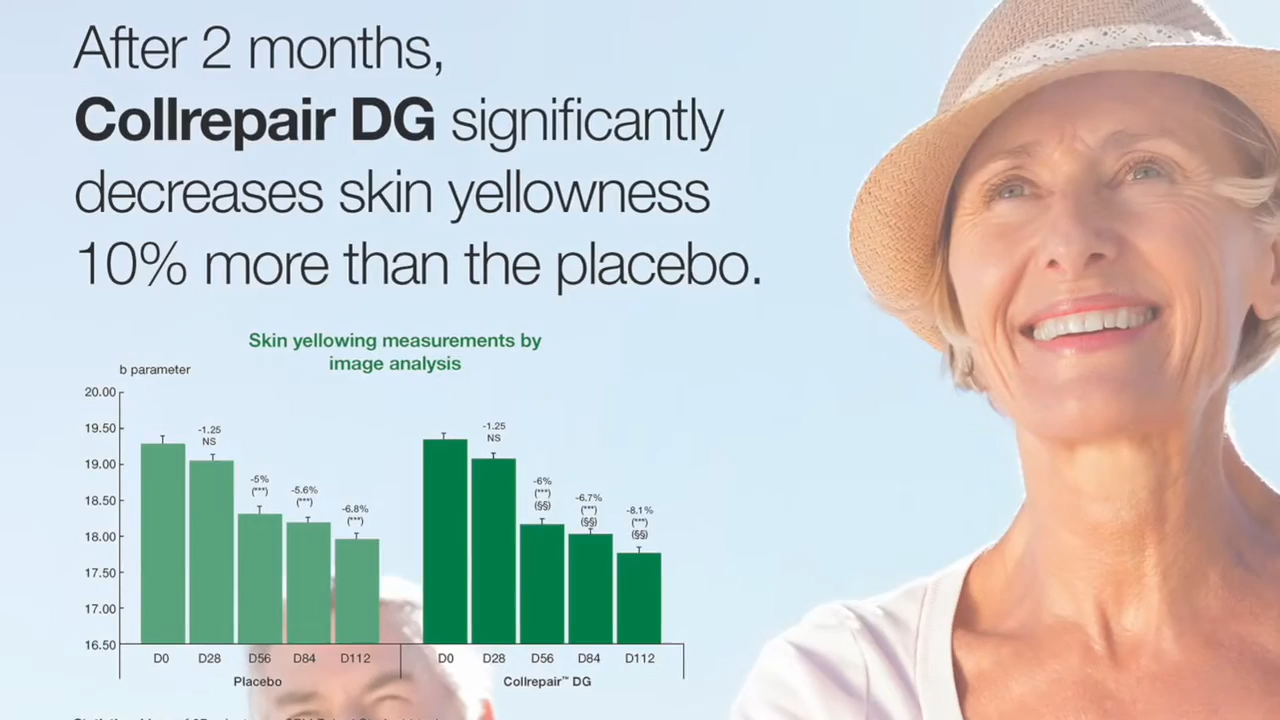 After 2 months,
Collrepair DG significantly
decreases skin yellowness
10% more than the placebo.
Skin yellowing measurements by
image analysis
b parameter
20.00
19.50
19.00
18.50
18.00
17.50
17.00
16.50
-1.25
NS
-5%
(***)
-5.6%
(***)
-6.8%
(***)
-1.25
NS
-6%
(***)
(§§)
-6.7%
(***)
(§§)
-8.1%
(***)
(§§)
D0 D28 D56 D84 D112
D0 D28 D56 D84 D112
Placebo
Collrepair™ DG